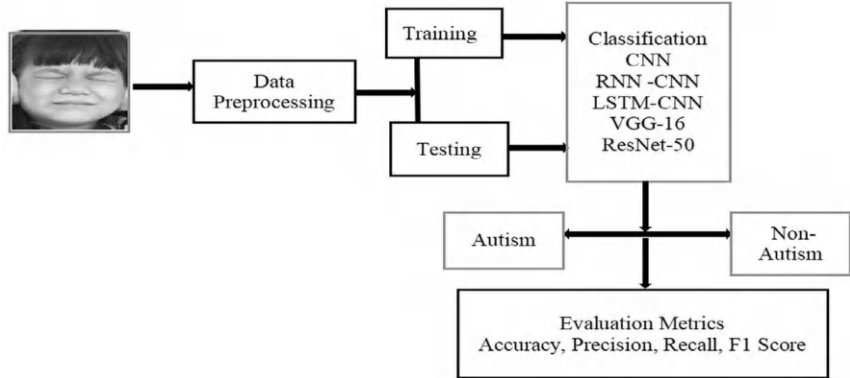 Data
Preprocessing
Training
Testing
Classification
CNN
RNN -CNN
LSTM-CNN
VGG-16
ResNet-50
Autism
Non-
Autism
Evaluation Metrics
Accuracy, Precision, Recall, F1 Score